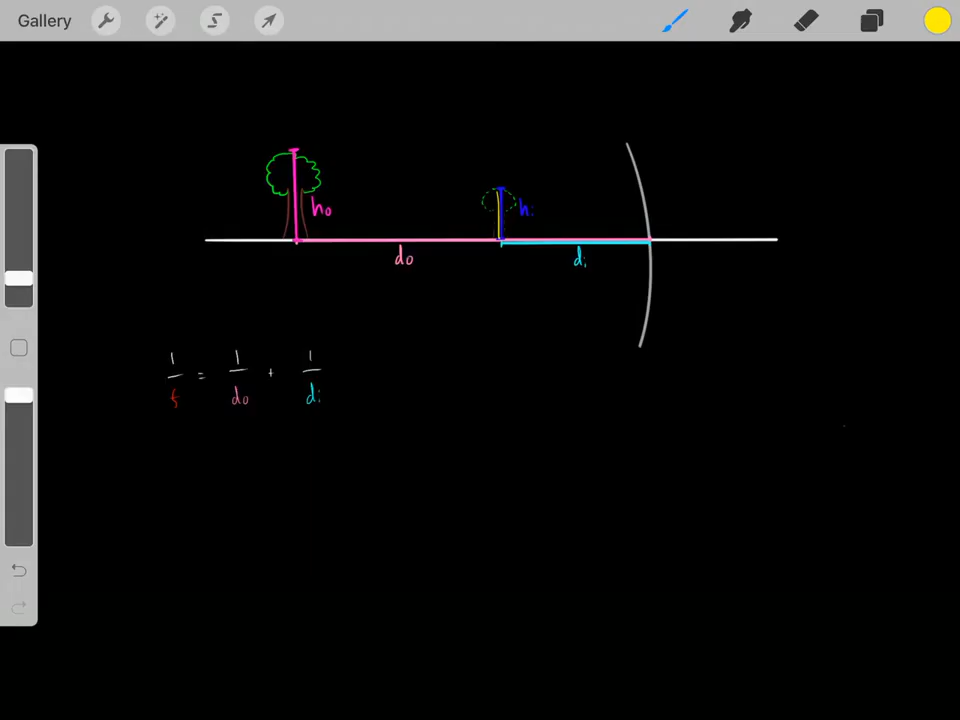 Gallery
ho
hi
do
di
1/f = 1/do + 1/di